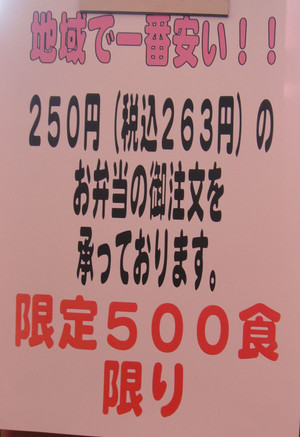 地域で一番安い！！
２５０円（税込２６３円）の
お弁当の御注文を
承っております。
限定５００食
限り